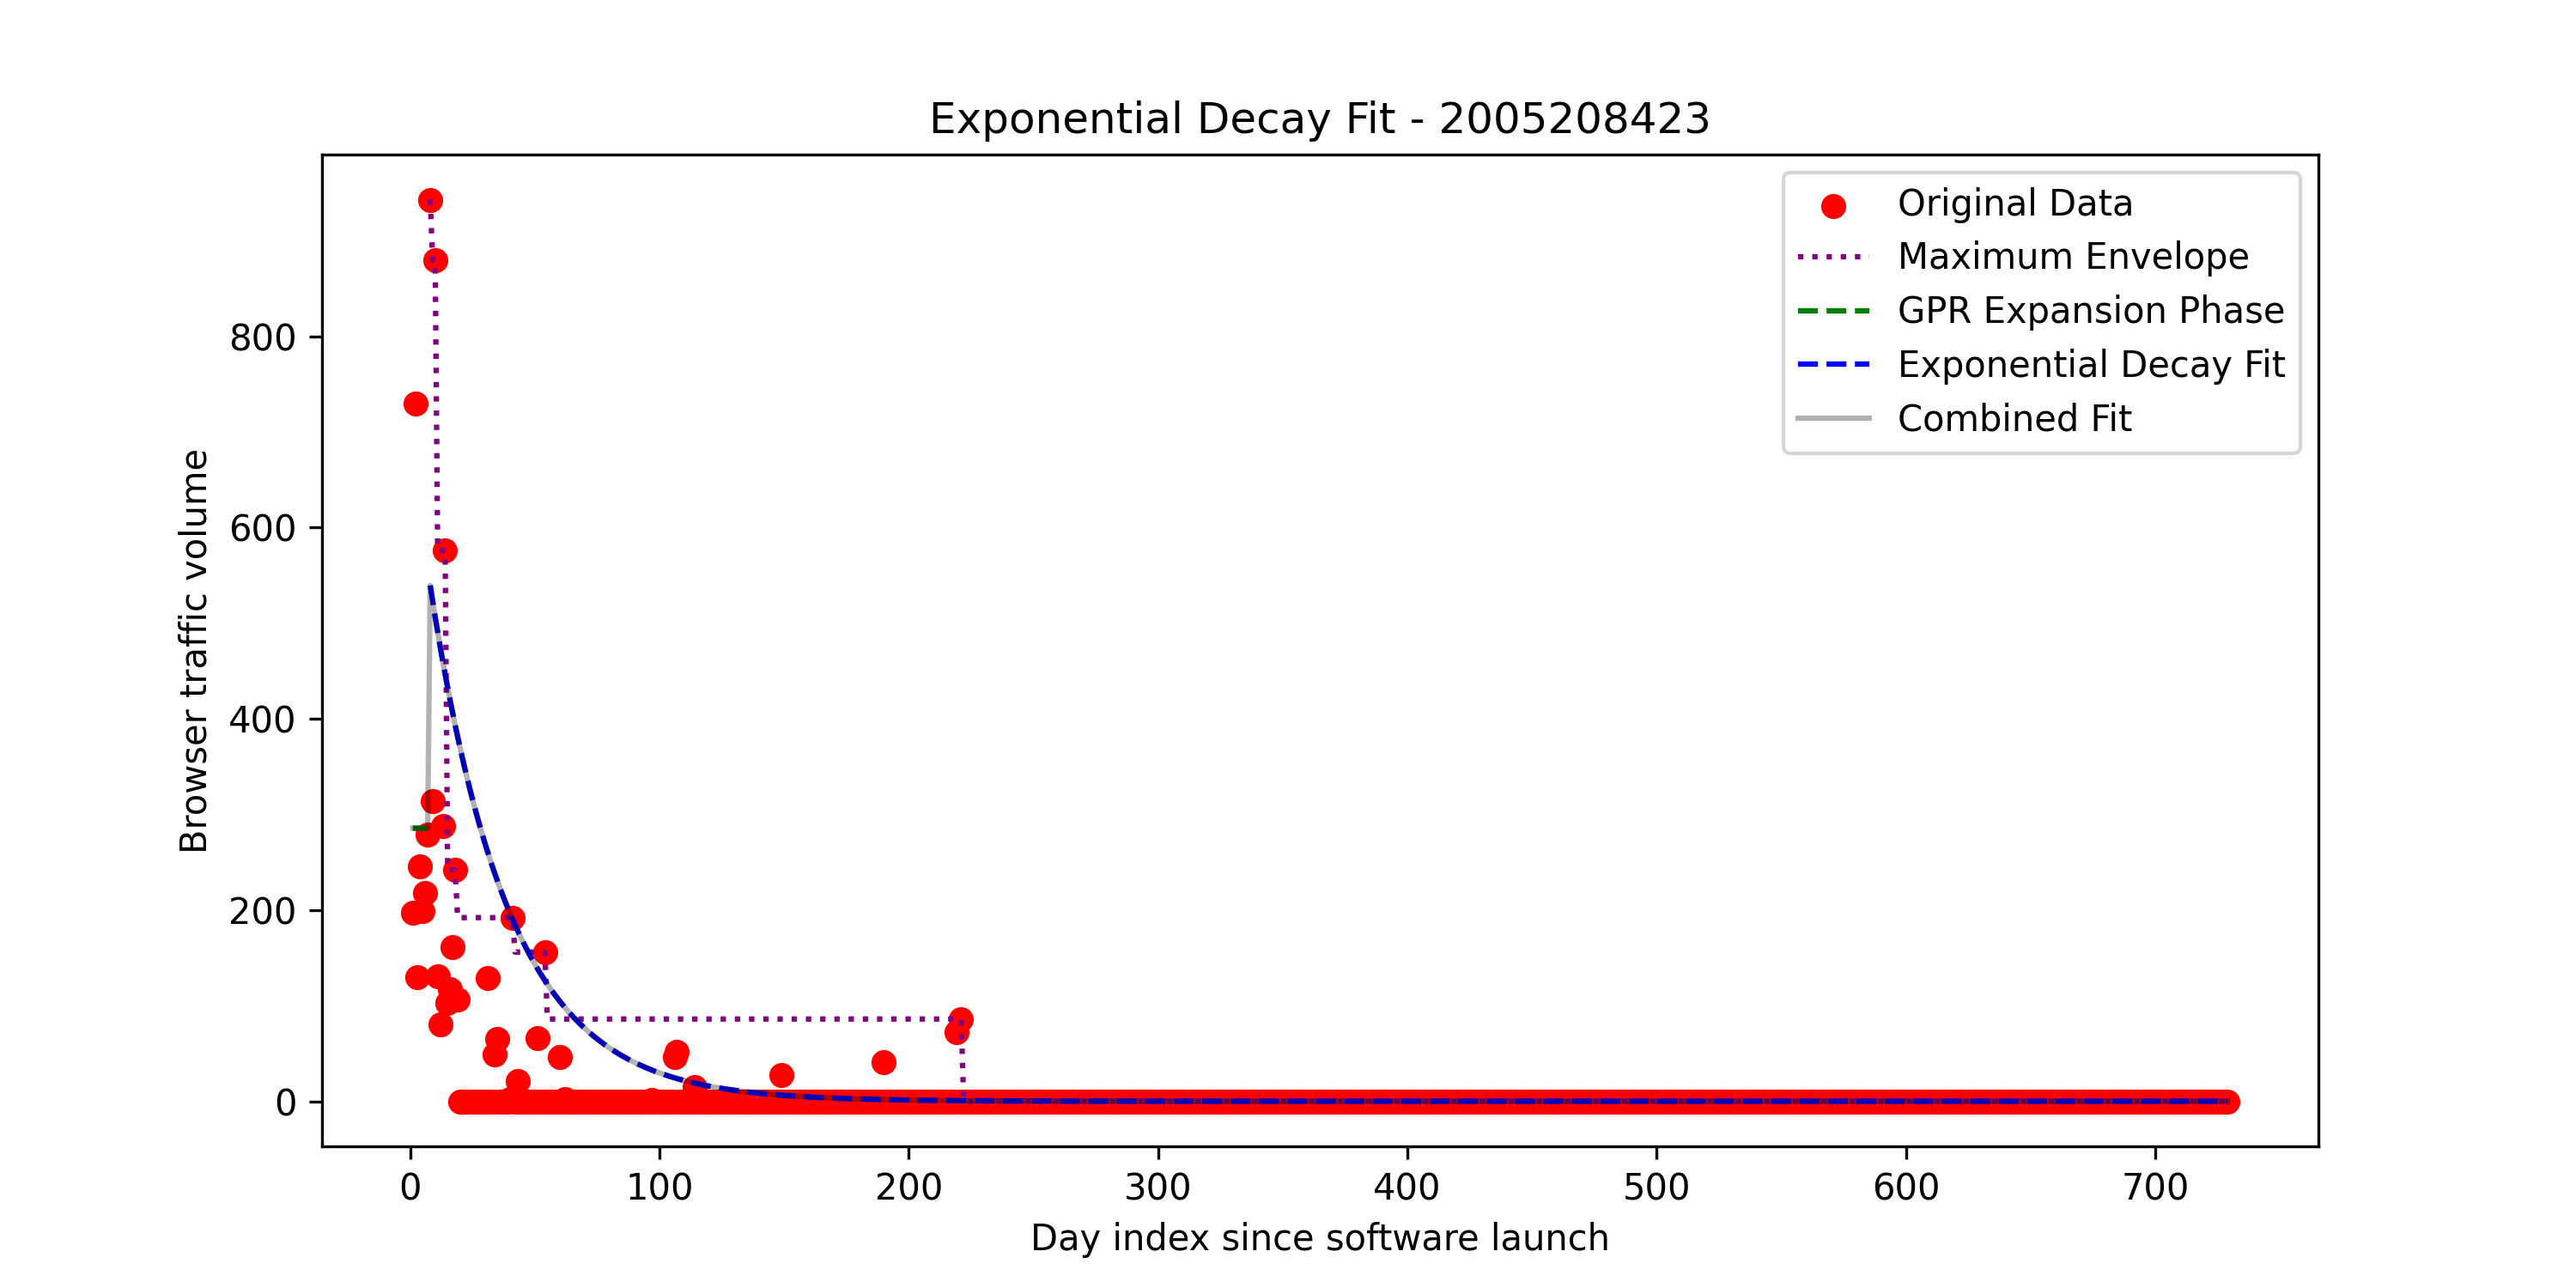 Exponential Decay Fit - 2005208423
Original Data
Maximum Envelope
GPR Expansion Phase
Exponential Decay Fit
Combined Fit
Browser traffic volume
800
600
400
200
0
0 100 200 300 400 500 600 700
Day index since software launch